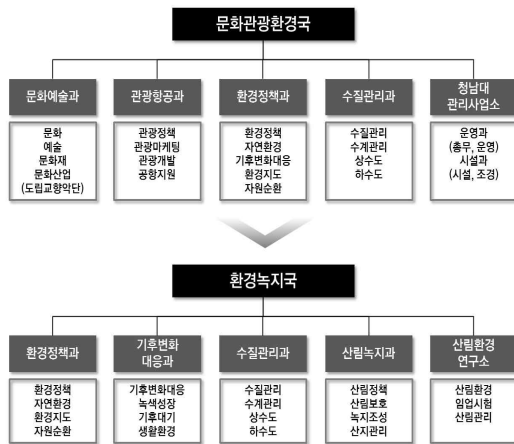 문화관광환경국
문화예술과
관광항공과
환경정책과
수질관리과
청남대
관리사업소
문화
예술
문화재
문화산업
(도립교향악단)
관광정책
관광마케팅
관광개발
공항지원
환경정책
자연환경
기후변화대응
환경지도
자원순환
수질관리
수계관리
상수도
하수도
운영과
(총무, 운영)
시설과
(시설, 조경)
환경녹지국
환경정책과
기후변화
대응과
수질관리과
산림녹지과
산림환경
연구소
환경정책
자연환경
환경지도
자원순환
기후변화대응
녹색성장
기후대기
생활환경
수질관리
수계관리
상수도
하수도
산림정책
산림보호
녹지조성
산지관리
산림환경
임업시험
산림관리